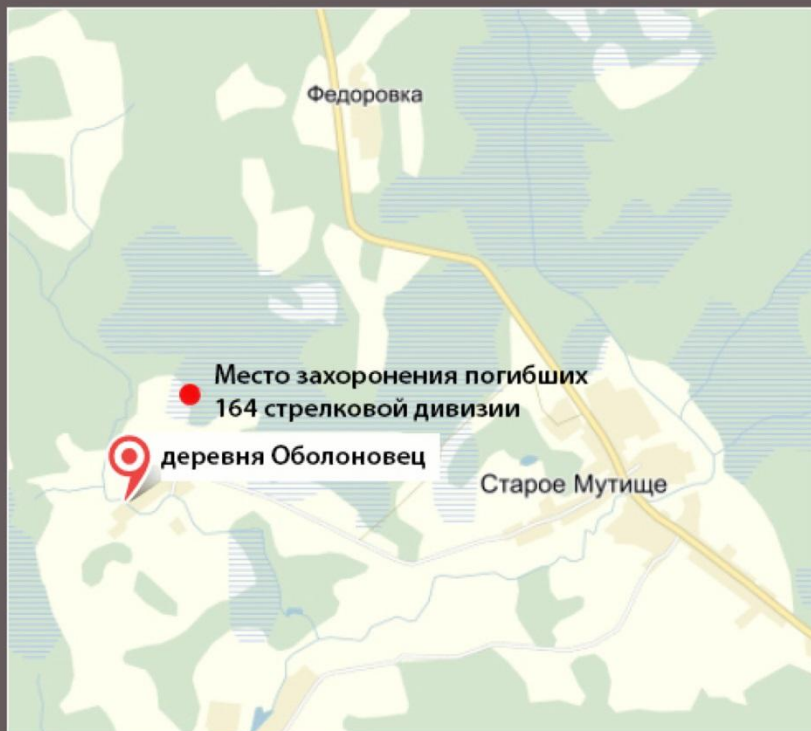 Федоровка
Место захоронения погибших
164 стрелковой дивизии
деревня Оболоновец
Старое Мутище